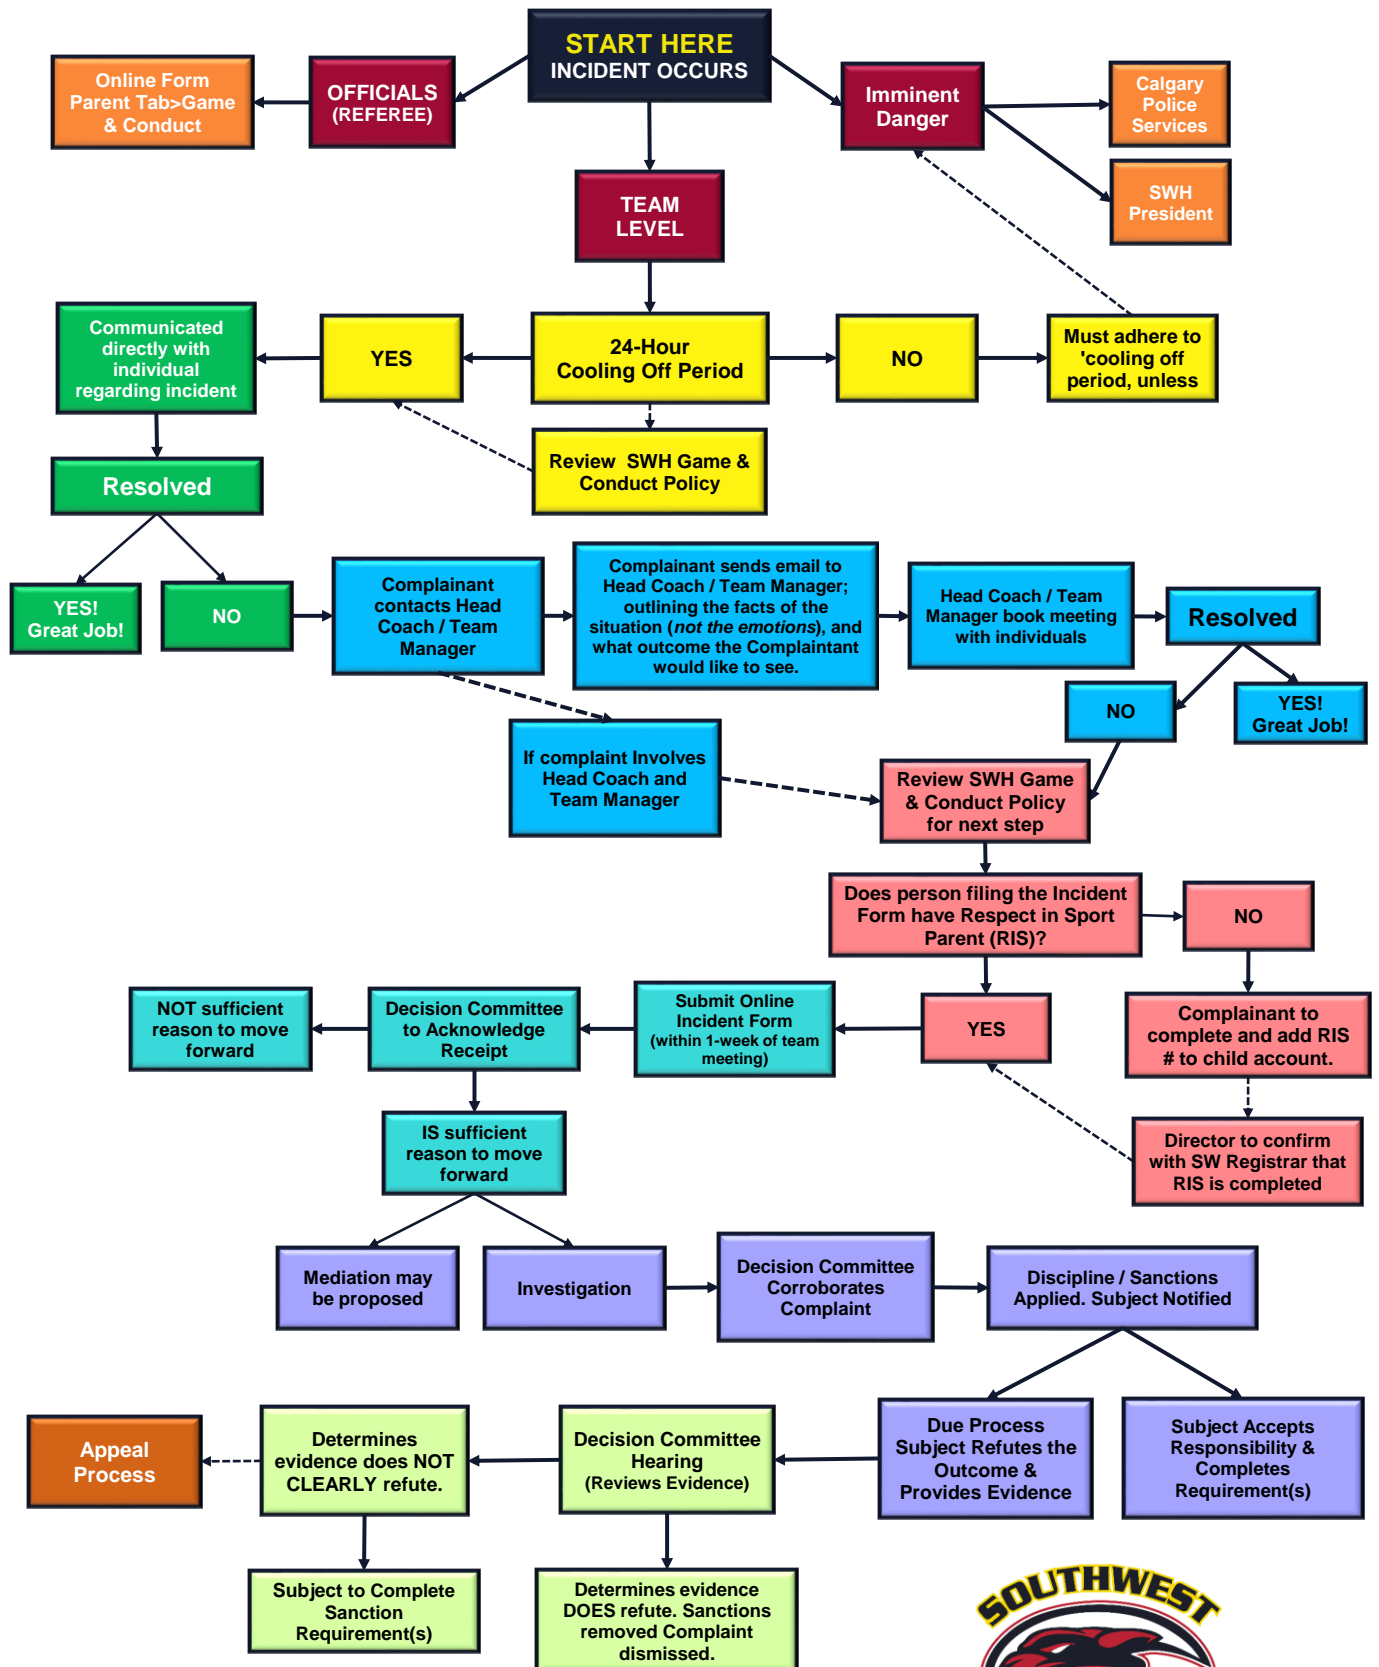 START HERE
INCIDENT OCCURS
Online Form
Parent Tab>Game
& Conduct
OFFICIALS
(REFEREE)
Imminent
Danger
Calgary
Police
Services
SWH
President
TEAM
LEVEL
Communicated
directly with
individual
regarding incident
YES
24-Hour
Cooling Off Period
NO
Must adhere to
'cooling off
period, unless
Review SWH Game &
Conduct Policy
Resolved
YES!
Great Job!
NO
Complainant
contacts Head
Coach / Team
Manager
Complainant sends email to
Head Coach / Team Manager;
outlining the facts of the
situation (not the emotions), and
what outcome the Complaintant
would like to see.
Head Coach / Team
Manager book meeting
with individuals
Resolved
NO
YES!
Great Job!
If complaint Involves
Head Coach and
Team Manager
Review SWH Game
& Conduct Policy
for next step
Does person filing the Incident
Form have Respect in Sport
Parent (RIS)?
NO
NOT sufficient
reason to move
forward
Decision Committee
to Acknowledge
Receipt
Submit Online
Incident Form
(within 1-week of team
meeting)
YES
Complainant to
complete and add RIS
# to child account.
IS sufficient
reason to move
forward
Director to confirm
with SW Registrar that
RIS is completed
Mediation may
be proposed
Investigation
Decision Committee
Corroborates
Complaint
Discipline / Sanctions
Applied. Subject Notified
Appeal
Process
Determines
evidence does NOT
CLEARLY refute.
Decision Committee
Hearing
(Reviews Evidence)
Due Process
Subject Refutes the
Outcome &
Provides Evidence
Subject Accepts
Responsibility &
Completes
Requirement(s)
Subject to Complete
Sanction
Requirement(s)
Determines evidence
DOES refute. Sanctions
removed Complaint
dismissed.
SOUTHWEST